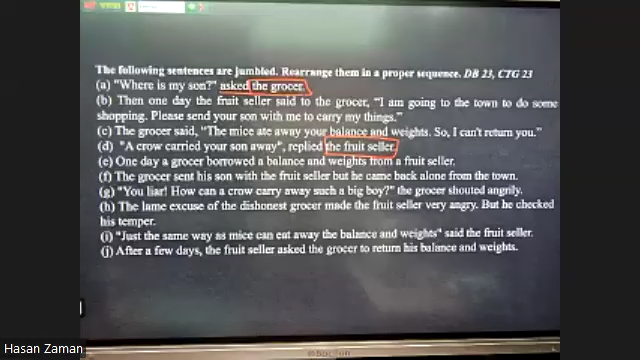 The following sentences are jumbled. Rearrange them in a proper sequence. DB 23, CTG 23
(a) "Where is my son?" asked the grocer.
(b) Then one day the fruit seller said to the grocer, "I am going to the town to do some
shopping. Please send your son with me to carry my things."
(c) The grocer said, "The mice ate away your balance and weights. So, I can't return you."
(d) "A crow carried your son away", replied the fruit seller.
(e) One day a grocer borrowed a balance and weights from a fruit seller.
(f) The grocer sent his son with the fruit seller but he came back alone from the town.
(g) "You liar! How can a crow carry away such a big boy?" the grocer shouted angrily.
(h) The lame excuse of the dishonest grocer made the fruit seller very angry. But he checked
his temper.
(i) "Just the same way as mice can eat away the balance and weights" said the fruit seller.
(j) After a few days, the fruit seller asked the grocer to return his balance and weights.
Hasan Zaman